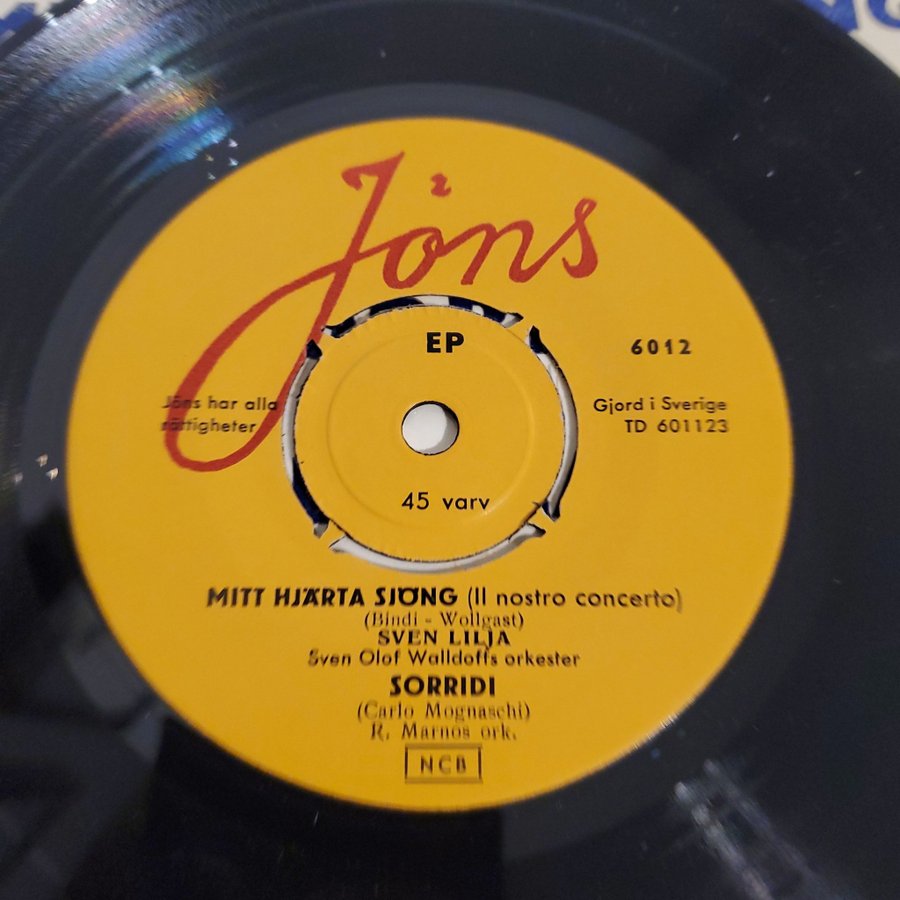 Jöns
EP
6012
Jöns har alla
rättigheter
Gjord i Sverige
TD 601123
45 varv
MITT HJÄRTA SJÖNG (Il nostro concerto)
(Bindi - Wollgast)
SVEN LILJA
Sven Olof Walldoffs orkester
SORRIDI
(Carlo Mognaschi)
R. Marnos ork.
NCB